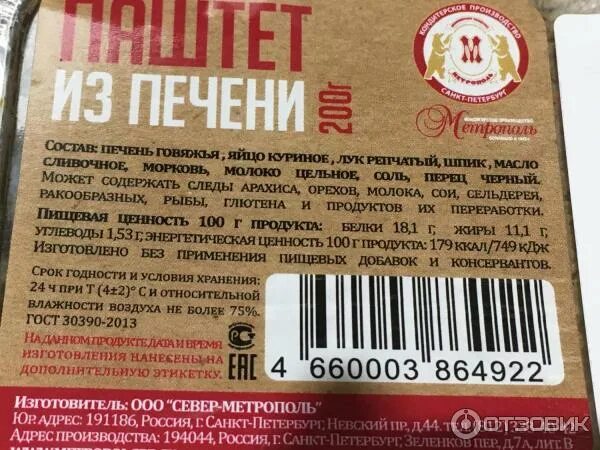 ПАШТЕТ
ИЗ ПЕЧЕНИ
200г
КОНДИТЕРСКОЕ ПРОИЗВОДСТВО
М
МЕТРОПОЛЬ
САНКТ-ПЕТЕРБУРГ
КОНДИТЕРСКОЕ ПРОИЗВОДСТВО
Метрополь
СОСТАВ: ПЕЧЕНЬ ГОВЯЖЬЯ , ЯЙЦО КУРИНОЕ , ЛУК РЕПЧАТЫЙ, ШПИК, МАСЛО
СЛИВОЧНОЕ, МОРКОВЬ, МОЛОКО ЦЕЛЬНОЕ, СОЛЬ, ПЕРЕЦ ЧЕРНЫЙ.
МОЖЕТ СОДЕРЖАТЬ СЛЕДЫ АРАХИСА, ОРЕХОВ, МОЛОКА, СОИ, СЕЛЬДЕРЕЯ,
РАКООБРАЗНЫХ, РЫБЫ, ГЛЮТЕНА И ПРОДУКТОВ ИХ ПЕРЕРАБОТКИ.
ПИЩЕВАЯ ЦЕННОСТЬ 100 Г ПРОДУКТА: БЕЛКИ 18,1 Г, ЖИРЫ 11,1 Г,
УГЛЕВОДЫ 1,53 Г; ЭНЕРГЕТИЧЕСКАЯ ЦЕННОСТЬ 100 Г ПРОДУКТА: 179 ККАЛ/749 КДЖ
ИЗГОТОВЛЕНО БЕЗ ПРИМЕНЕНИЯ ПИЩЕВЫХ ДОБАВОК И КОНСЕРВАНТОВ.
СРОК ГОДНОСТИ И УСЛОВИЯ ХРАНЕНИЯ:
24 Ч ПРИ Т (4±2)° С И ОТНОСИТЕЛЬНОЙ
ВЛАЖНОСТИ ВОЗДУХА НЕ БОЛЕЕ 75%.
ГОСТ 30390-2013
НА ДАННОМ ПРОДУКТЕ ДАТА И ВРЕМЯ
ИЗГОТОВЛЕНИЯ НАНЕСЕНЫ НА
ДОПОЛНИТЕЛЬНУЮ ЭТИКЕТКУ.
ЕАС
4 660003 864922
ИЗГОТОВИТЕЛЬ: ООО "СЕВЕР-МЕТРОПОЛЬ"
ЮР. АДРЕС: 191186, РОССИЯ, Г. САНКТ-ПЕТЕРБУРГ, НЕВСКИЙ ПР, Д.44.
АДРЕС ПРОИЗВОДСТВА: 194044, РОССИЯ, Г. САНКТ-ПЕТЕРБУРГ, ЗЕЛЕНКОВ ПЕР, Д.7 А, ЛИТ. В
ОТЗОВИК